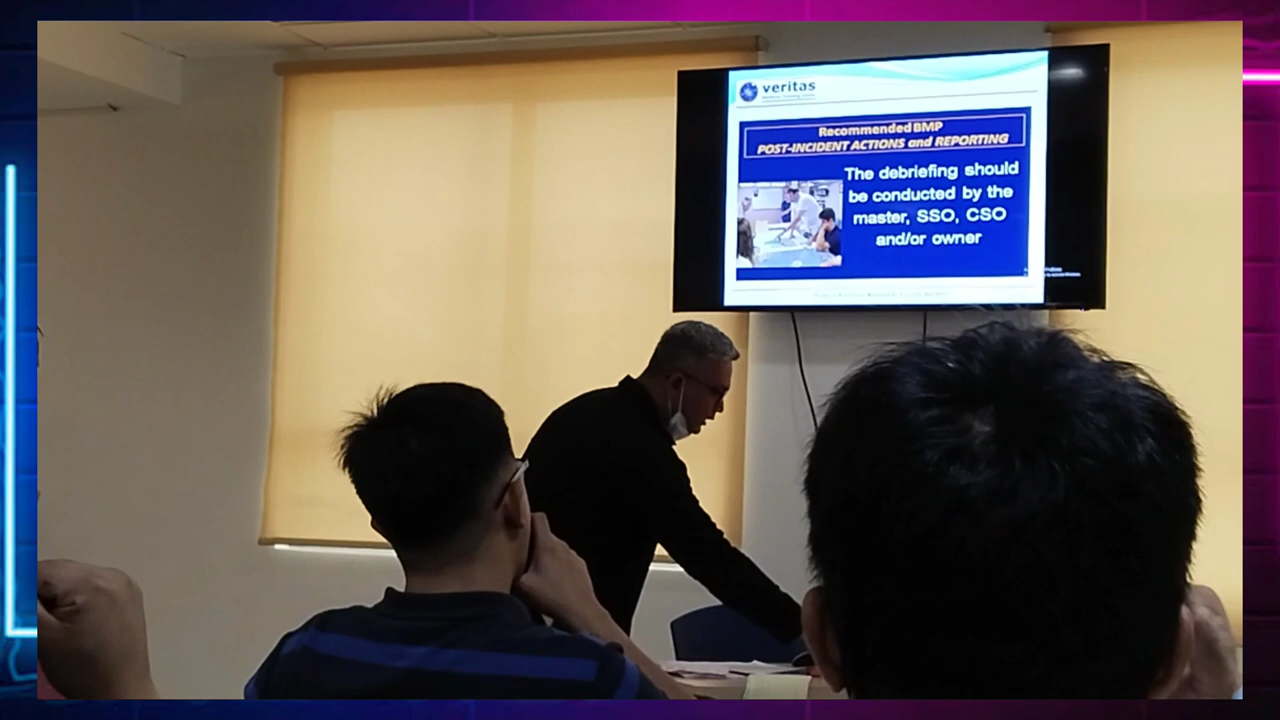 veritas
Recommended BMP
POST-INCIDENT ACTIONS and REPORTING
The debriefing should
be conducted by the
master, SSO, CSO
and/or owner